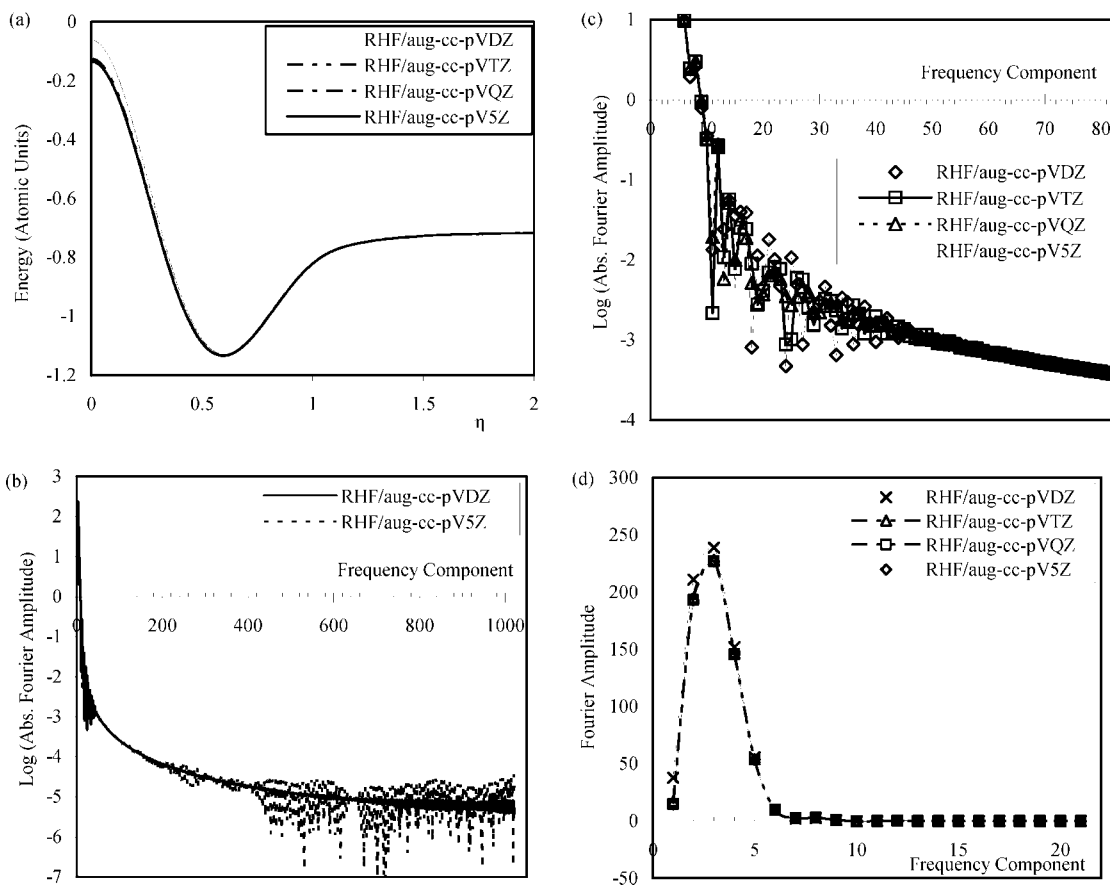 (a)
0
-0.2
-0.4
-0.6
-0.8
-1
-1.2
Energy (Atomic Units)
0
0.5
1
1.5
2
η
RHF/aug-cc-pVDZ
RHF/aug-cc-pVTZ
RHF/aug-cc-pVQZ
RHF/aug-cc-pV5Z
(c)
1
0
-1
-2
-3
-4
Log (Abs. Fourier Amplitude)
Frequency Component
0
10
20
30
40
50
60
70
80
RHF/aug-cc-pVDZ
RHF/aug-cc-pVTZ
RHF/aug-cc-pVQZ
RHF/aug-cc-pV5Z
(b)
3
2
1
0
-1
-2
-3
-4
-5
-6
-7
Log (Abs. Fourier Amplitude)
RHF/aug-cc-pVDZ
RHF/aug-cc-pV5Z
Frequency Component
0
200
400
600
800
1000
(d)
300
250
200
150
100
50
0
-50
Fourier Amplitude
RHF/aug-cc-pVDZ
RHF/aug-cc-pVTZ
RHF/aug-cc-pVQZ
RHF/aug-cc-pV5Z
Frequency Component
0
5
10
15
20